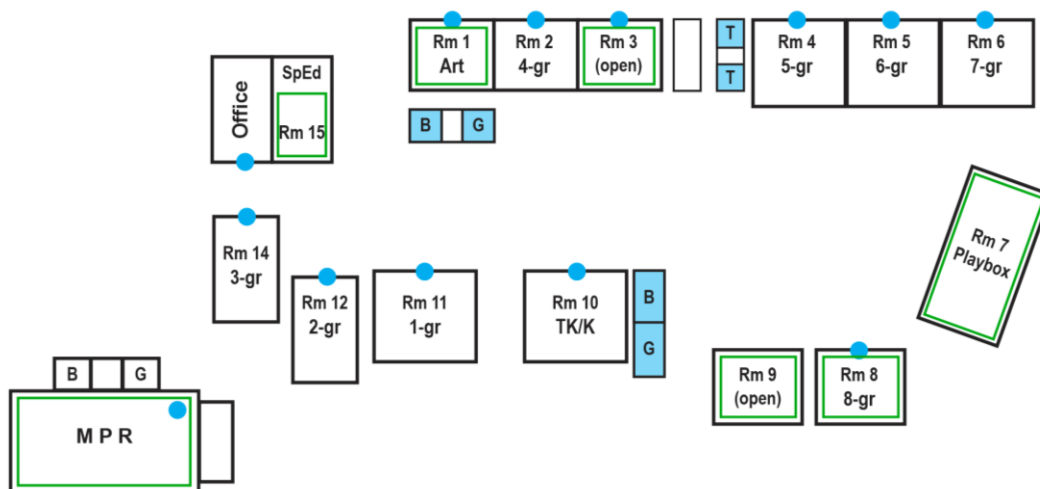 Rm 1
Art
Rm 2
4-gr
Rm 3
(open)
T
T
Rm 4
5-gr
Rm 5
6-gr
Rm 6
7-gr
Office
SpEd
Rm 15
B
G
Rm 7
Playbox
Rm 14
3-gr
Rm 12
2-gr
Rm 11
1-gr
Rm 10
TK/K
B
G
Rm 9
(open)
Rm 8
8-gr
B
G
M P R